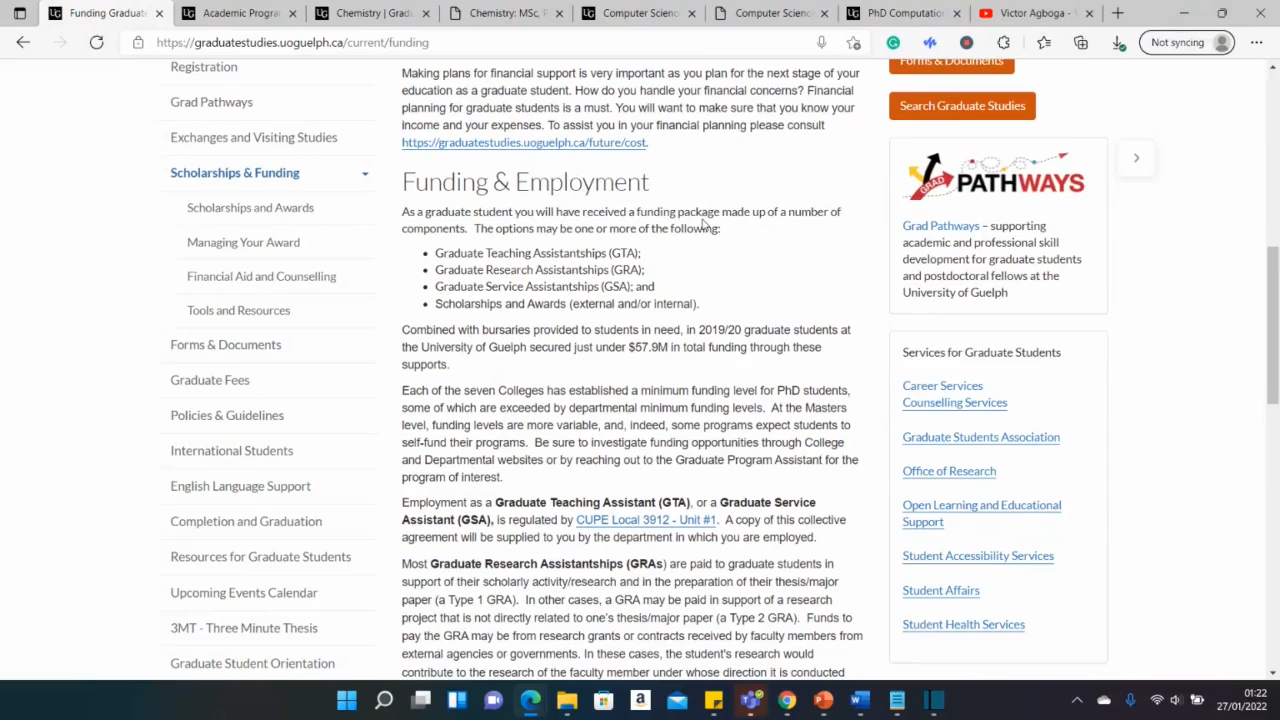 Funding Graduate
Academic Progra
Chemistry | Gradu
Chemistry: MSc, F
Computer Science
Computer Science
PhD Computation
Victor Agboga -
https://graduatestudies.uoguelph.ca/current/funding
Not syncing
Registration
Grad Pathways
Exchanges and Visiting Studies
Scholarships & Funding
Scholarships and Awards
Managing Your Award
Financial Aid and Counselling
Tools and Resources
Forms & Documents
Graduate Fees
Policies & Guidelines
International Students
English Language Support
Completion and Graduation
Resources for Graduate Students
Upcoming Events Calendar
3MT - Three Minute Thesis
Graduate Student Orientation
Making plans for financial support is very important as you plan for the next stage of your
education as a graduate student. How do you handle your financial concerns? Financial
planning for graduate students is a must. You will want to make sure that you know your
income and your expenses. To assist you in your financial planning please consult
https://graduatestudies.uoguelph.ca/future/cost.
Funding & Employment
As a graduate student you will have received a funding package made up of a number of
components. The options may be one or more of the following:
• Graduate Teaching Assistantships (GTA);
• Graduate Research Assistantships (GRA);
• Graduate Service Assistantships (GSA); and
• Scholarships and Awards (external and/or internal).
Combined with bursaries provided to students in need, in 2019/20 graduate students at
the University of Guelph secured just under $57.9M in total funding through these
supports.
Each of the seven Colleges has established a minimum funding level for PhD students,
some of which are exceeded by departmental minimum funding levels. At the Masters
level, funding levels are more variable, and, indeed, some programs expect students to
self-fund their programs. Be sure to investigate funding opportunities through College
and Departmental websites or by reaching out to the Graduate Program Assistant for the
program of interest.
Employment as a Graduate Teaching Assistant (GTA), or a Graduate Service
Assistant (GSA), is regulated by CUPE Local 3912 - Unit #1. A copy of this collective
agreement will be supplied to you by the department in which you are employed.
Most Graduate Research Assistantships (GRAs) are paid to graduate students in
support of their scholarly activity/research and in the preparation of their thesis/major
paper (a Type 1 GRA). In other cases, a GRA may be paid in support of a research
project that is not directly related to one's thesis/major paper (a Type 2 GRA). Funds to
pay the GRA may be from research grants or contracts received by faculty members from
external agencies or governments. In these cases, the student's research would
contribute to the research of the faculty member under whose direction it is conducted
Forms & Documents
Search Graduate Studies
GRAD PATHWAYS
Grad Pathways – supporting
academic and professional skill
development for graduate students
and postdoctoral fellows at the
University of Guelph
Services for Graduate Students
Career Services
Counselling Services
Graduate Students Association
Office of Research
Open Learning and Educational
Support
Student Accessibility Services
Student Affairs
Student Health Services
01:22
27/01/2022